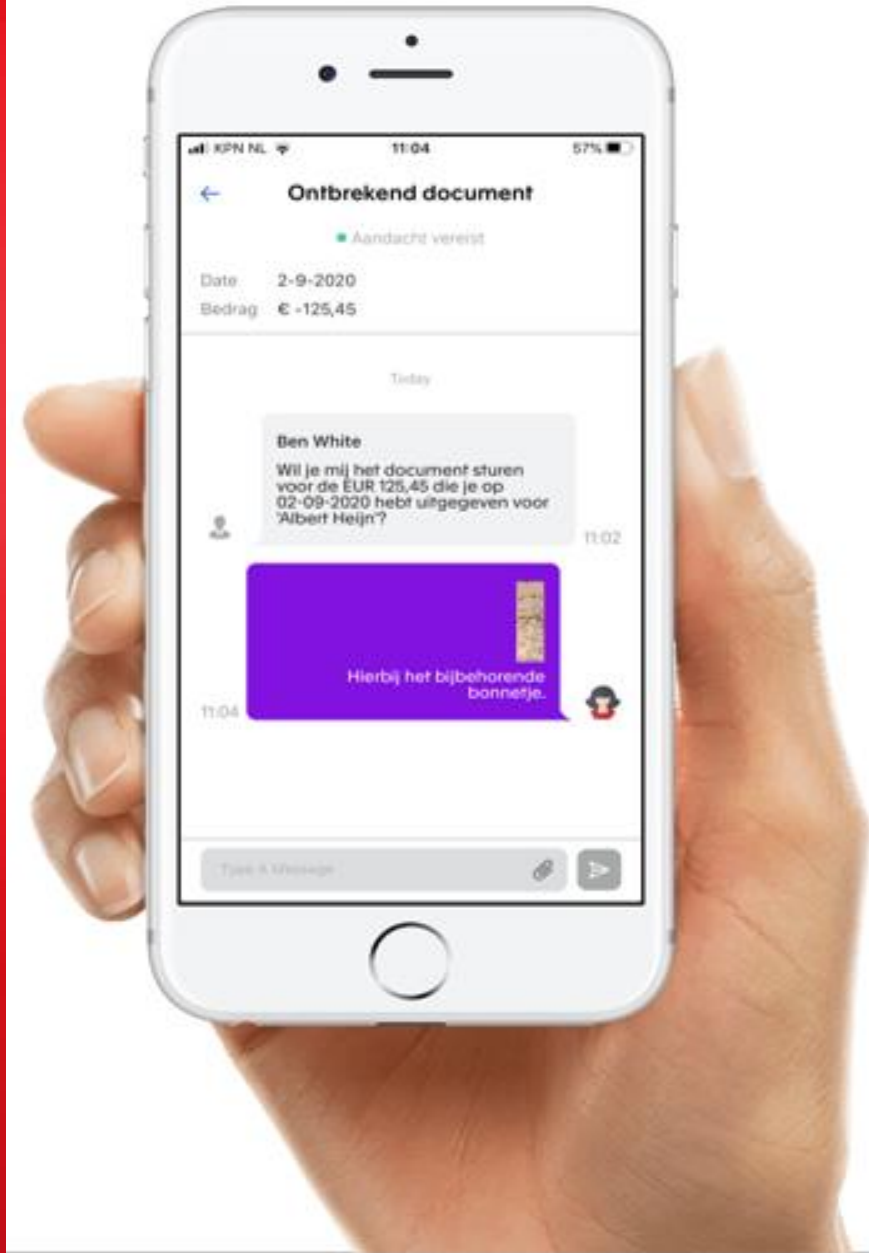 KPN NL 11:04 57%
Ontbrekend document
Aandacht vereist
Date 2-9-2020
Bedrag € -125,45
Today
Ben White
Wil je mij het document sturen
voor de EUR 125,45 die je op
02-09-2020 hebt uitgegeven voor
'Albert Heijn'?
11:02
Hierbij het bijbehorende
bonnetje.
11:04
Type A Message